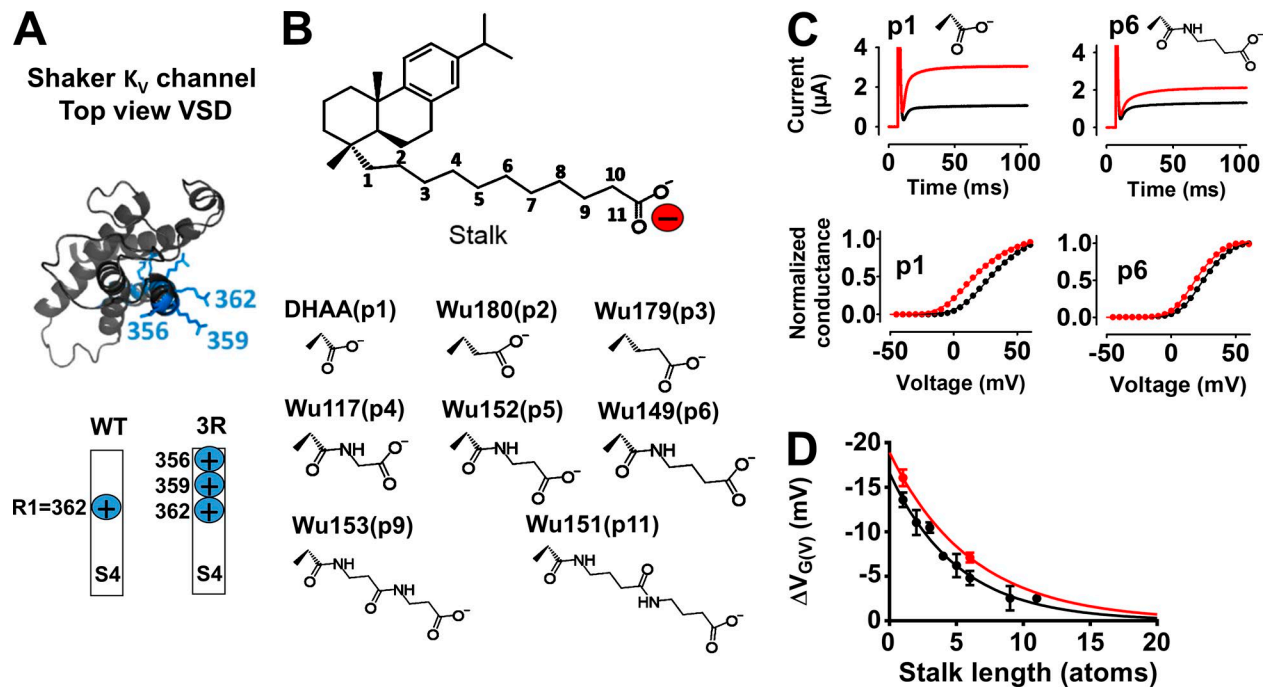 A
Shaker KV channel
Top view VSD
362
356
359
WT
3R
356
359
R1=362
362
+
+
+
+
S4
S4
B
1
2
3
4
5
6
7
8
9
10
11
O-
O
−
Stalk
DHAA(p1)
Wu180(p2)
Wu179(p3)
O-
O
O-
O
O-
O
Wu117(p4)
Wu152(p5)
Wu149(p6)
NH
O
O
O-
NH
O
O-
O
NH
O
O-
O
Wu153(p9)
Wu151(p11)
NH
O
NH
O
O-
O
NH
O
O
NH
O-
O
C
p1
O-
O
p6
NH
O
O-
O
Current
(µA)
4
2
0
0
50
100
Time (ms)
4
2
0
0
50
100
Time (ms)
Normalized
conductance
p1
1.0
0.5
0.0
-50
0
50
Voltage (mV)
p6
1.0
0.5
0.0
-50
0
50
Voltage (mV)
D
ΔVG(V) (mV)
-20
-15
-10
-5
0
0
5
10
15
20
Stalk length (atoms)